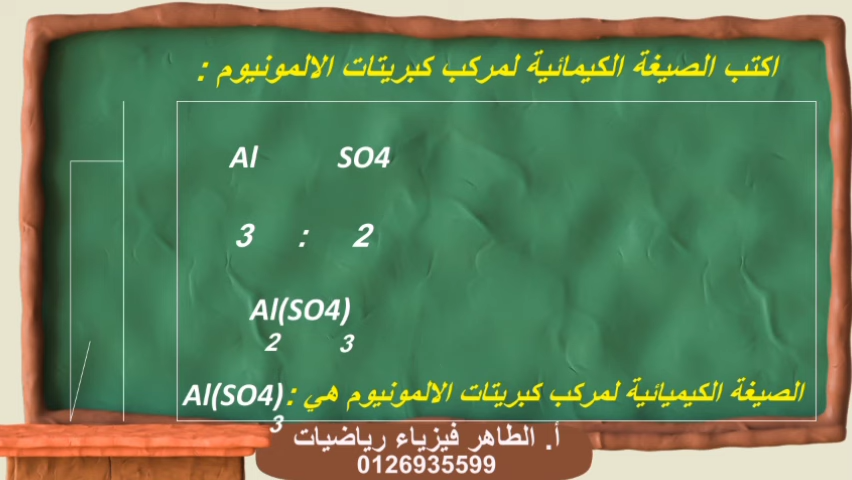 اكتب الصيغة الكيمائية لمركب كبريتات الالمونيوم :
Al SO4
3 : 2
Al(SO4)
2 3
الصيغة الكيميائية لمركب كبريتات الالمونيوم هي : Al(SO4)
3
أ. الطاهر فيزياء رياضيات
0126935599